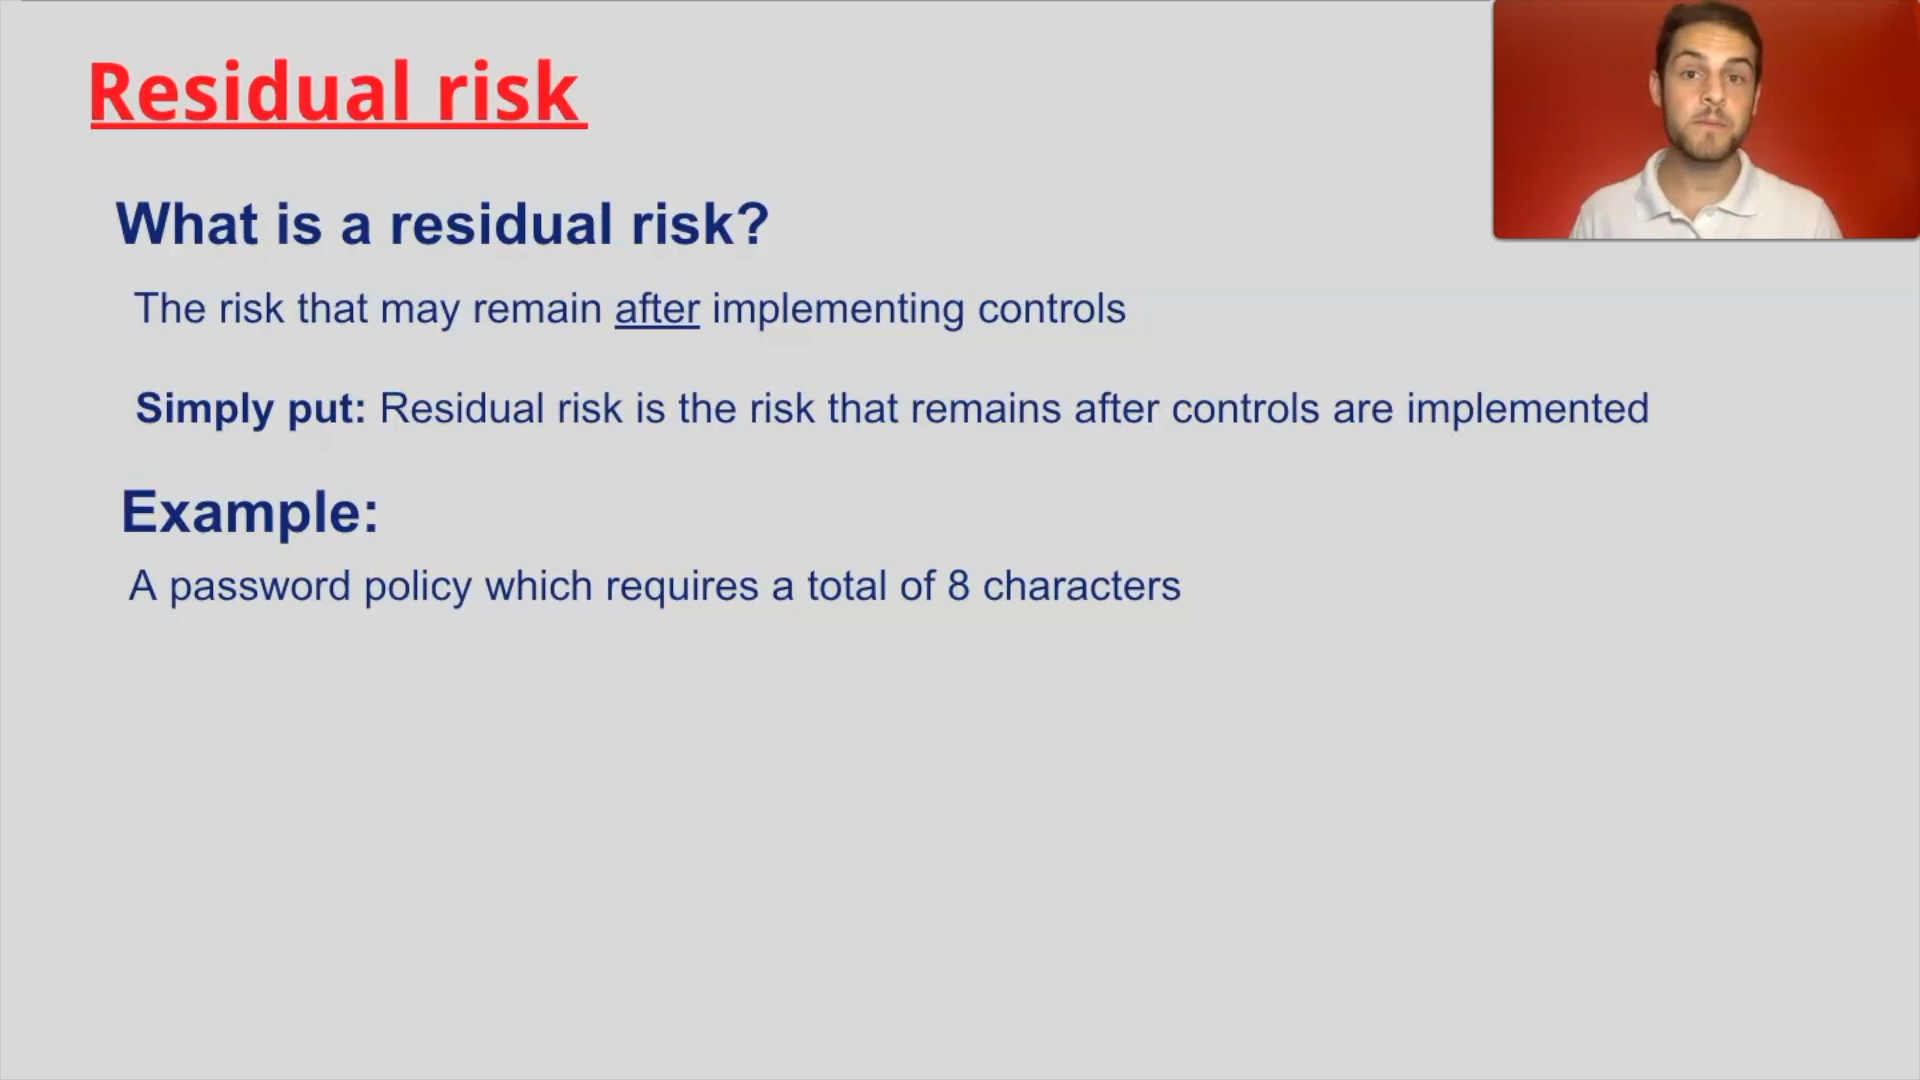 Residual risk
What is a residual risk?
The risk that may remain after implementing controls
Simply put: Residual risk is the risk that remains after controls are implemented
Example:
A password policy which requires a total of 8 characters